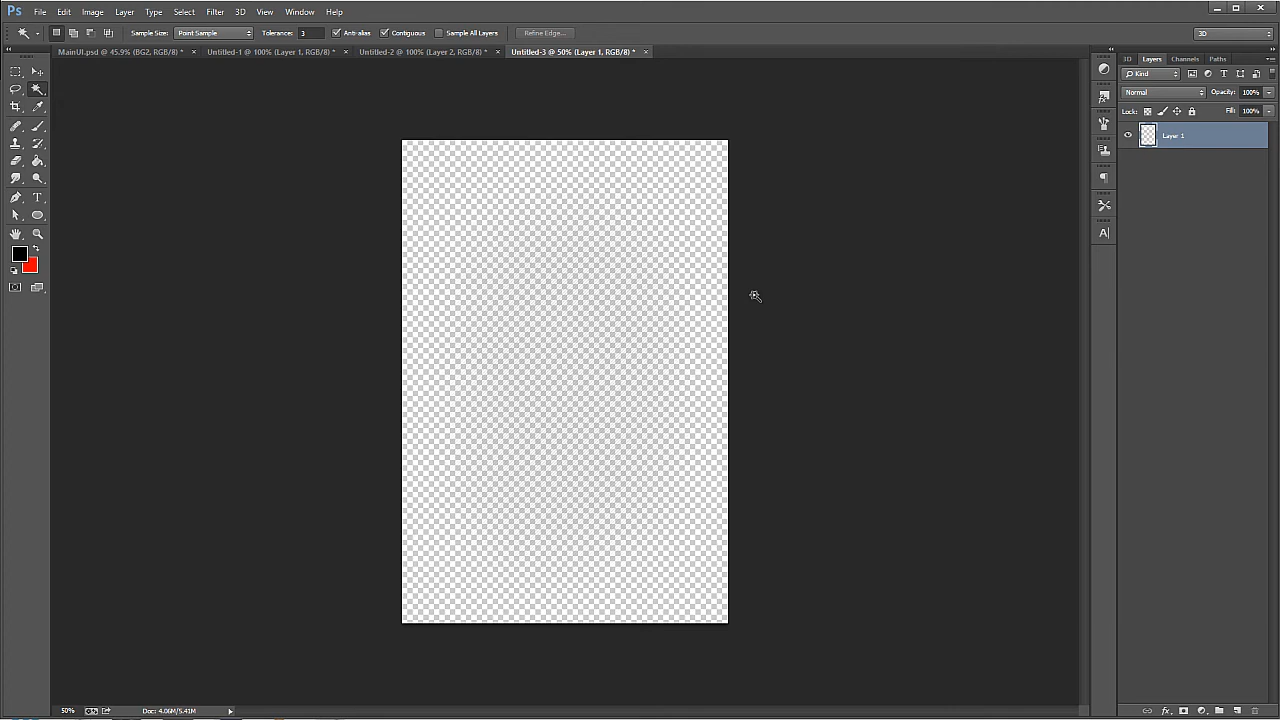 Ps File Edit Image Layer Type Select Filter 3D View Window Help
Sample Size: Point Sample Tolerance: 3 Anti-alias Contiguous Sample All Layers Refine Edge... 3D
MainUI.psd @ 45.9% (BG2, RGB/8) * × Untitled-1 @ 100% (Layer 1, RGB/8) * × Untitled-2 @ 100% (Layer 2, RGB/8) * × Untitled-3 @ 50% (Layer 1, RGB/8) * ×
3D Layers Channels Paths
Kind
Normal Opacity: 100%
Lock: Fill: 100%
Layer 1
50% Doc: 4.06M/5.41M